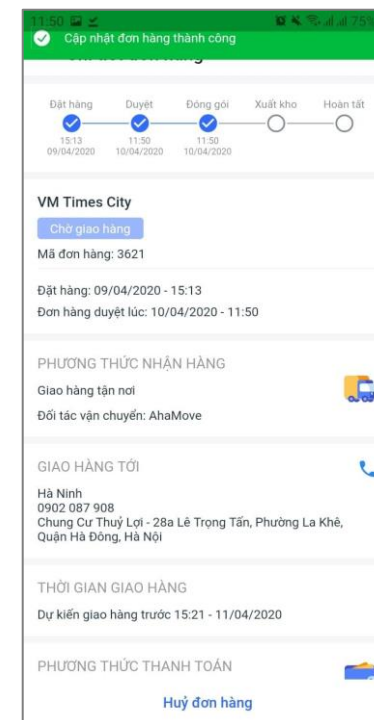 11:50
75%
Cập nhật đơn hàng thành công
Đặt hàng Duyệt Đóng gói Xuất kho Hoàn tất
15:13 11:50 11:50
09/04/2020 10/04/2020 10/04/2020
VM Times City
Chờ giao hàng
Mã đơn hàng: 3621
Đặt hàng: 09/04/2020 - 15:13
Đơn hàng duyệt lúc: 10/04/2020 - 11:50
PHƯƠNG THỨC NHẬN HÀNG
Giao hàng tận nơi
Đối tác vận chuyển: AhaMove
GIAO HÀNG TỚI
Hà Ninh
0902 087 908
Chung Cư Thuỷ Lợi - 28a Lê Trọng Tấn, Phường La Khê,
Quận Hà Đông, Hà Nội
THỜI GIAN GIAO HÀNG
Dự kiến giao hàng trước 15:21 - 11/04/2020
PHƯƠNG THỨC THANH TOÁN
Huỷ đơn hàng